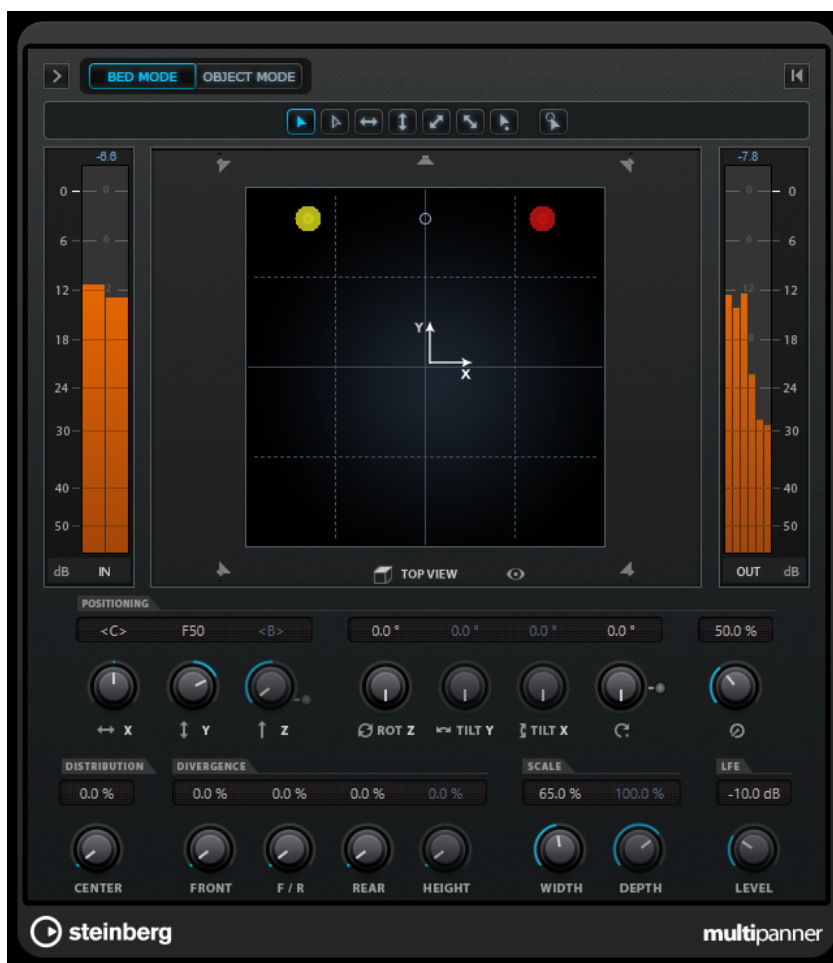 BED MODE OBJECT MODE
-6.6 -7.8
0 0 0 0
6 6 6 6
12 2 12 12
18 8 18
24 24
30 30
40 40
50 50
Y
X
dB IN TOP VIEW OUT dB
POSITIONING
<C> F50 <B> 0.0 ° 0.0 ° 0.0 ° 0.0 ° 50.0 %
X Y Z ROT Z TILT Y TILT X
DISTRIBUTION DIVERGENCE SCALE LFE
0.0 % 0.0 % 0.0 % 0.0 % 0.0 % 65.0 % 100.0 % -10.0 dB
CENTER FRONT F / R REAR HEIGHT WIDTH DEPTH LEVEL
steinberg multipanner